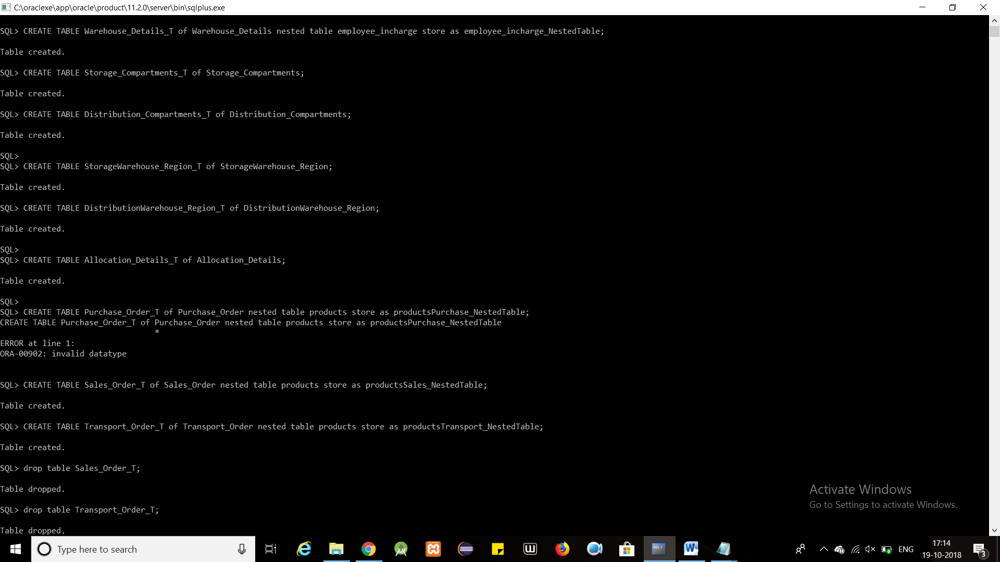 C:\oraclexe\app\oracle\product\11.2.0\server\bin\sqlplus.exe
SQL> CREATE TABLE Warehouse_Details_T of Warehouse_Details nested table employee_incharge store as employee_incharge_NestedTable;
Table created.
SQL> CREATE TABLE Storage_Compartments_T of Storage_Compartments;
Table created.
SQL> CREATE TABLE Distribution_Compartments_T of Distribution_Compartments;
Table created.
SQL>
SQL> CREATE TABLE StorageWarehouse_Region_T of StorageWarehouse_Region;
Table created.
SQL> CREATE TABLE DistributionWarehouse_Region_T of DistributionWarehouse_Region;
Table created.
SQL>
SQL> CREATE TABLE Allocation_Details_T of Allocation_Details;
Table created.
SQL>
SQL> CREATE TABLE Purchase_Order_T of Purchase_Order nested table products store as productsPurchase_NestedTable;
CREATE TABLE Purchase_Order_T of Purchase_Order nested table products store as productsPurchase_NestedTable
*
ERROR at line 1:
ORA-00902: invalid datatype
SQL> CREATE TABLE Sales_Order_T of Sales_Order nested table products store as productsSales_NestedTable;
Table created.
SQL> CREATE TABLE Transport_Order_T of Transport_Order nested table products store as productsTransport_NestedTable;
Table created.
SQL> drop table Sales_Order_T;
Table dropped.
SQL> drop table Transport_Order_T;
Table dropped.
Activate Windows
Go to Settings to activate Windows.
Type here to search
ENG
17:14
19-10-2018
3